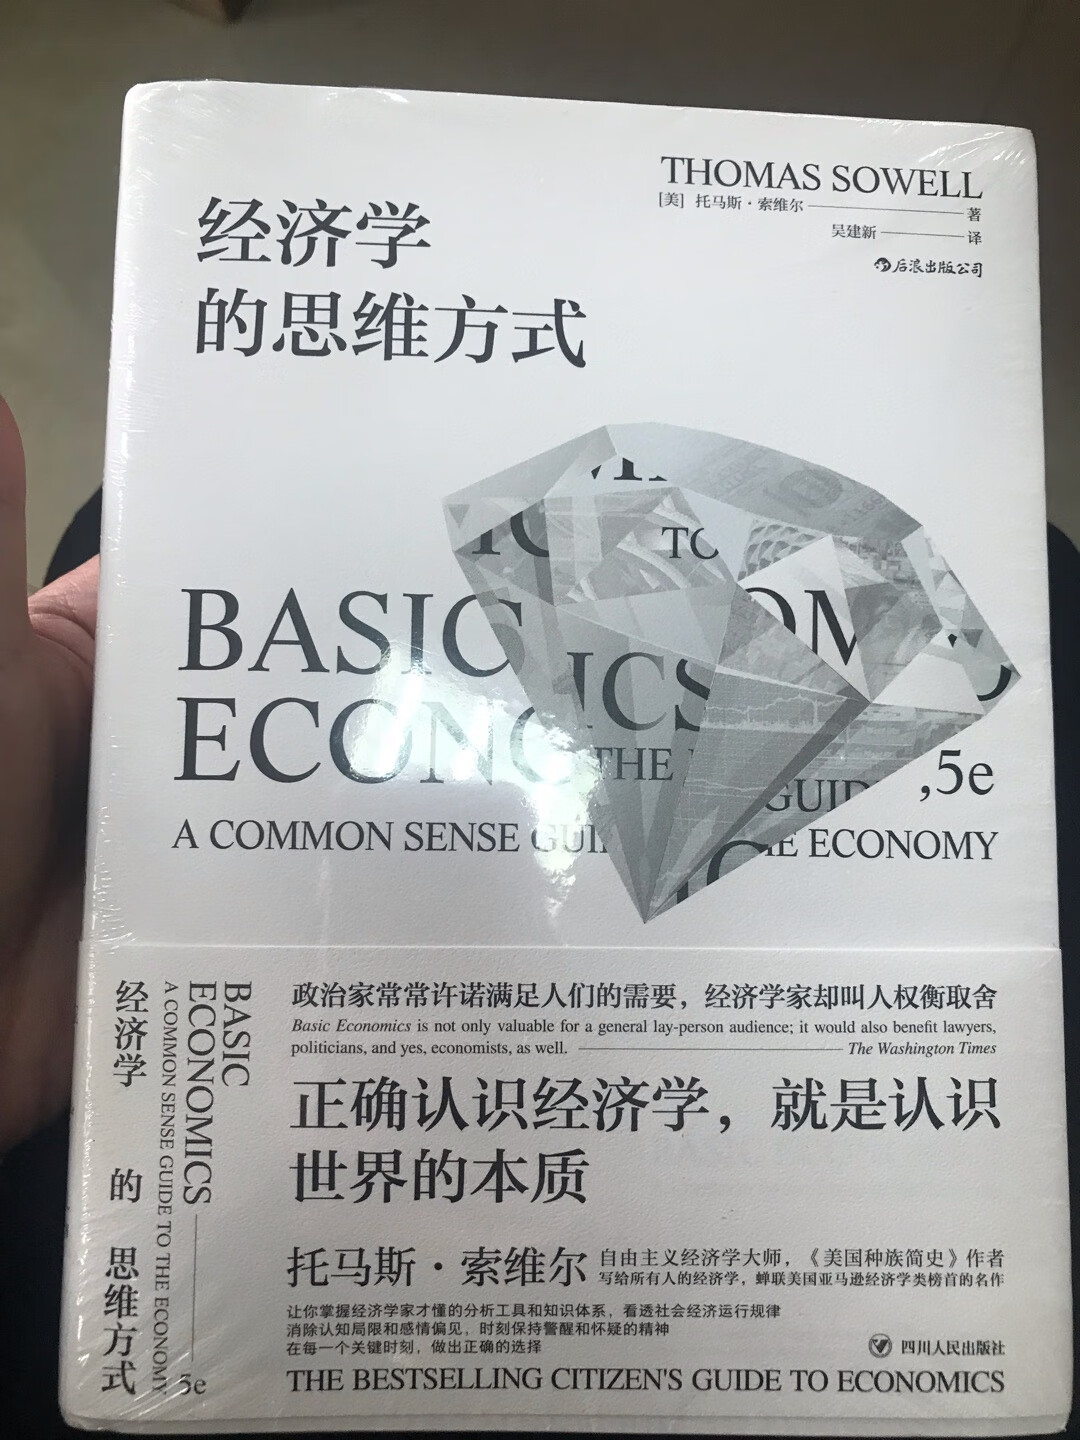 THOMAS SOWELL
[美] 托马斯·索维尔 著
吴建新 译
后浪出版公司
经济学
的思维方式
TO
BASIC
ECONO
ICS
THE
GUID
,5e
A COMMON SENSE GUI
E ECONOMY
政治家常常许诺满足人们的需要，经济学家却叫人权衡取舍
Basic Economics is not only valuable for a general lay-person audience; it would also benefit lawyers,
politicians, and yes, economists, as well. The Washington Times
正确认识经济学，就是认识
世界的本质
托马斯·索维尔 自由主义经济学大师，《美国种族简史》作者
写给所有人的经济学，蝉联美国亚马逊经济学类榜首的名作
让你掌握经济学家才懂的分析工具和知识体系，看透社会经济运行规律
消除认知局限和感情偏见，时刻保持警醒和怀疑的精神
在每一个关键时刻，做出正确的选择
四川人民出版社
THE BESTSELLING CITIZEN'S GUIDE TO ECONOMICS
BASIC
ECONOMICS
A COMMON SENSE GUIDE TO THE ECONOMY
5e
经济学的思维方式